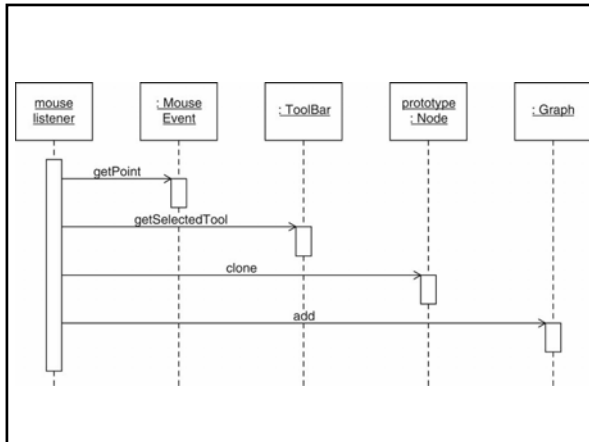 mouse
listener
: Mouse
Event
: ToolBar
prototype
: Node
: Graph
getPoint
getSelectedTool
clone
add